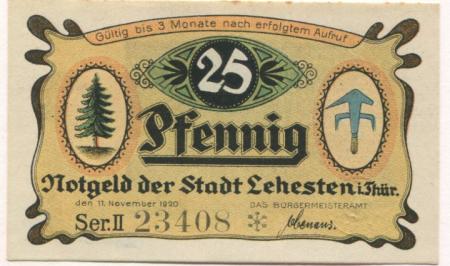 Gültig bis 3 Monate nach erfolgtem Aufruf
25
Pfennig
Notgeld der Stadt Lehesten i. Thür.
den 11. November 1920 DAS BÜRGERMEISTERAMT
Ser. II 23408